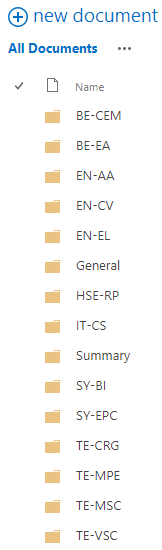 new document
All Documents ...
Name
BE-CEM
BE-EA
EN-AA
EN-CV
EN-EL
General
HSE-RP
IT-CS
Summary
SY-BI
SY-EPC
TE-CRG
TE-MPE
TE-MSC
TE-VSC